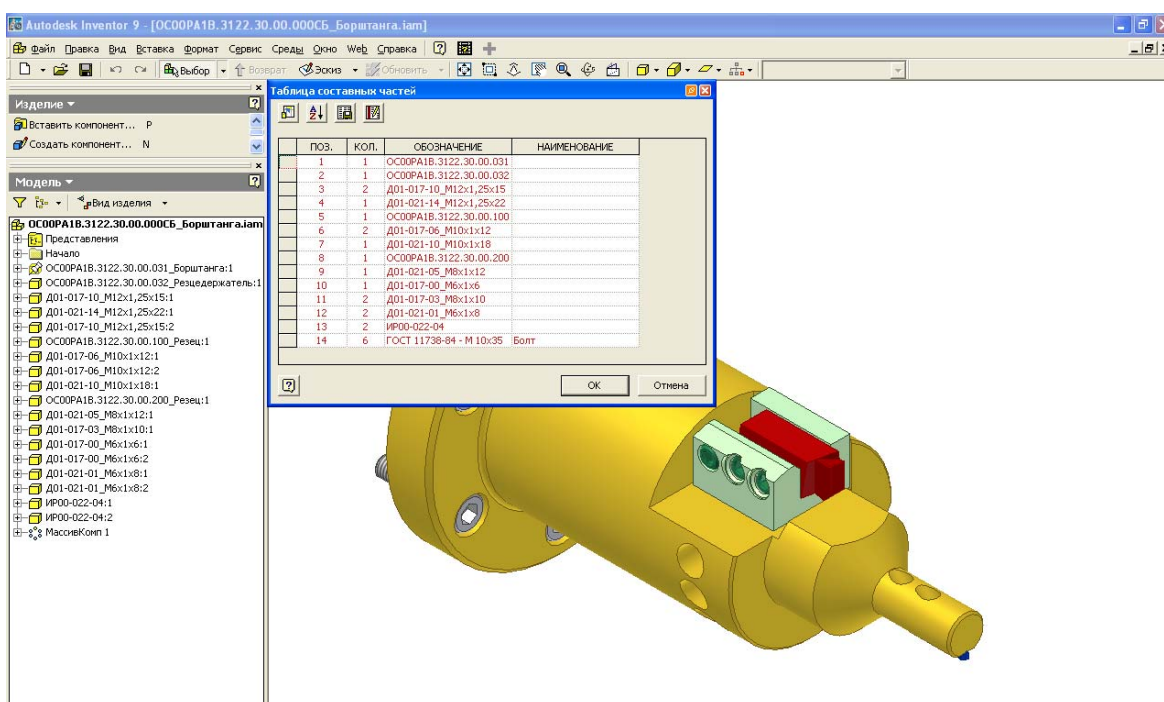 Autodesk Inventor 9 - [ОС00РА1В.3122.30.00.000СБ_Борштанга.iam]
Файл Правка Вид Вставка Формат Сервис Среды Окно Web Справка
Выбор Возврат Эскиз Обновить
Изделие
Вставить компонент... P
Создать компонент... N
Модель
Вид изделия
ОС00РА1В.3122.30.00.000СБ_Борштанга.iam
Представления
Начало
ОС00РА1В.3122.30.00.031_Борштанга:1
ОС00РА1В.3122.30.00.032_Резцедержатель:1
Д01-017-10_М12х1,25х15:1
Д01-021-14_М12х1,25х22:1
Д01-017-10_М12х1,25х15:2
ОС00РА1В.3122.30.00.100_Резец:1
Д01-017-06_М10х1х12:1
Д01-017-06_М10х1х12:2
Д01-021-10_М10х1х18:1
ОС00РА1В.3122.30.00.200_Резец:1
Д01-021-05_М8х1х12:1
Д01-017-03_М8х1х10:1
Д01-017-00_М6х1х6:1
Д01-017-00_М6х1х6:2
Д01-021-01_М6х1х8:1
Д01-021-01_М6х1х8:2
ИР00-022-04:1
ИР00-022-04:2
МассивКомп 1
Таблица составных частей
ПОЗ. КОЛ. ОБОЗНАЧЕНИЕ НАИМЕНОВАНИЕ
1 1 ОС00РА1В.3122.30.00.031
2 1 ОС00РА1В.3122.30.00.032
3 2 Д01-017-10_М12х1,25х15
4 1 Д01-021-14_М12х1,25х22
5 1 ОС00РА1В.3122.30.00.100
6 2 Д01-017-06_М10х1х12
7 1 Д01-021-10_М10х1х18
8 1 ОС00РА1В.3122.30.00.200
9 1 Д01-021-05_М8х1х12
10 1 Д01-017-00_М6х1х6
11 2 Д01-017-03_М8х1х10
12 2 Д01-021-01_М6х1х8
13 2 ИР00-022-04
14 6 ГОСТ 11738-84 - М 10х35 Болт
ОК Отмена